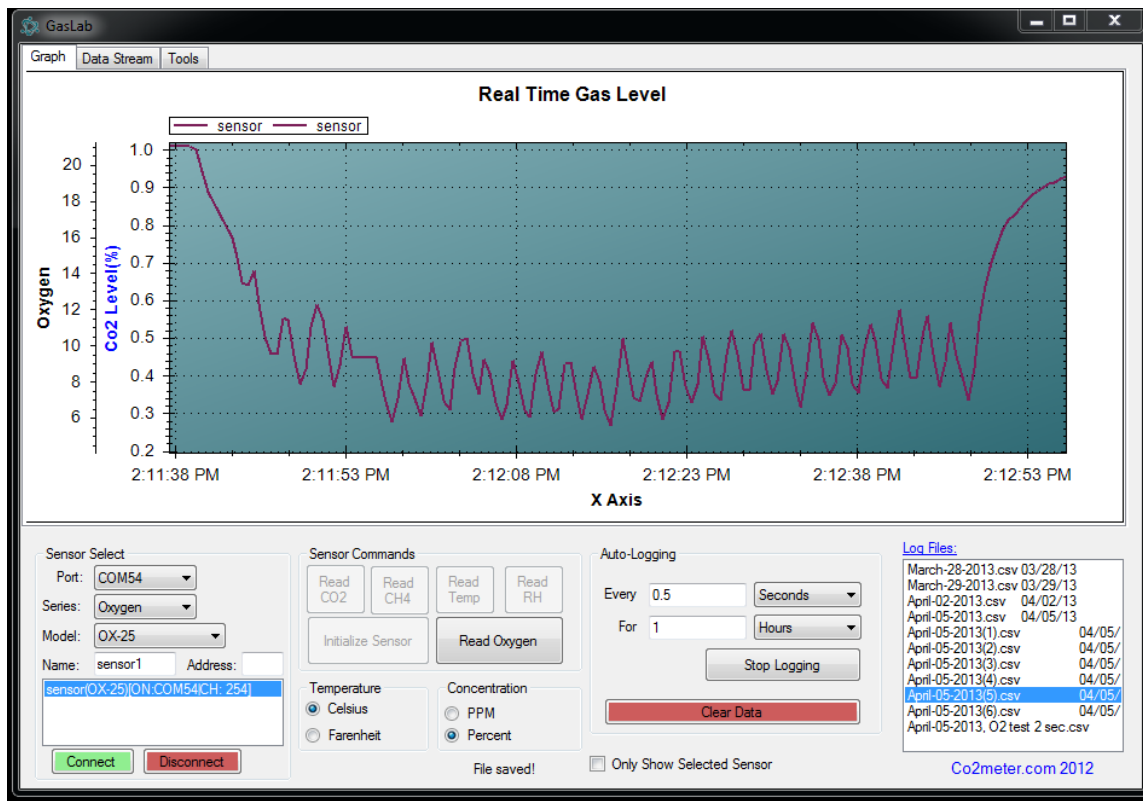 GasLab
Graph Data Stream Tools
Real Time Gas Level
sensor sensor
Oxygen
20
18
16
14
12
10
8
6
Co2 Level(%)
1.0
0.9
0.8
0.7
0.6
0.5
0.4
0.3
0.2
2:11:38 PM 2:11:53 PM 2:12:08 PM 2:12:23 PM 2:12:38 PM 2:12:53 PM
X Axis
Sensor Select
Port: COM54
Series: Oxygen
Model: OX-25
Name: sensor1 Address:
sensor(OX-25)[ON:COM54|CH: 254]
Connect Disconnect
Sensor Commands
Read CO2 Read CH4 Read Temp Read RH
Initialize Sensor Read Oxygen
Temperature
Celsius
Farenheit
Concentration
PPM
Percent
File saved!
Auto-Logging
Every 0.5 Seconds
For 1 Hours
Stop Logging
Clear Data
Only Show Selected Sensor
Log Files:
March-28-2013.csv 03/28/13
March-29-2013.csv 03/29/13
April-02-2013.csv 04/02/13
April-05-2013.csv 04/05/13
April-05-2013(1).csv 04/05/
April-05-2013(2).csv 04/05/
April-05-2013(3).csv 04/05/
April-05-2013(4).csv 04/05/
April-05-2013(5).csv 04/05/
April-05-2013(6).csv 04/05/
April-05-2013, O2 test 2 sec.csv
Co2meter.com 2012